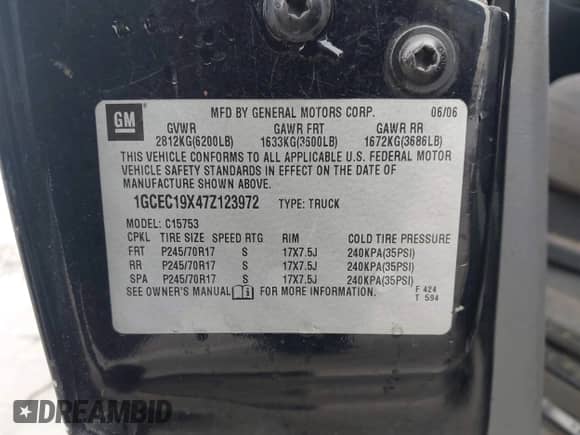 GM
MFD BY GENERAL MOTORS CORP. 06/06
GVWR GAWR FRT GAWR RR
2812KG(6200LB) 1633KG(3600LB) 1672KG(3686LB)
THIS VEHICLE CONFORMS TO ALL APPLICABLE U.S. FEDERAL MOTOR
VEHICLE SAFETY STANDARDS IN EFFECT ON THE DATE OF
MANUFACTURE SHOWN ABOVE.
1GCEC19X47Z123972 TYPE: TRUCK
MODEL: C15753
CPKL TIRE SIZE SPEED RTG RIM COLD TIRE PRESSURE
FRT P245/70R17 S 17X7.5J 240KPA(35PSI)
RR P245/70R17 S 17X7.5J 240KPA(35PSI)
SPA P245/70R17 S 17X7.5J 240KPA(35PSI)
SEE OWNER'S MANUAL FOR MORE INFORMATION.
F 424
T 594
DREAMBID